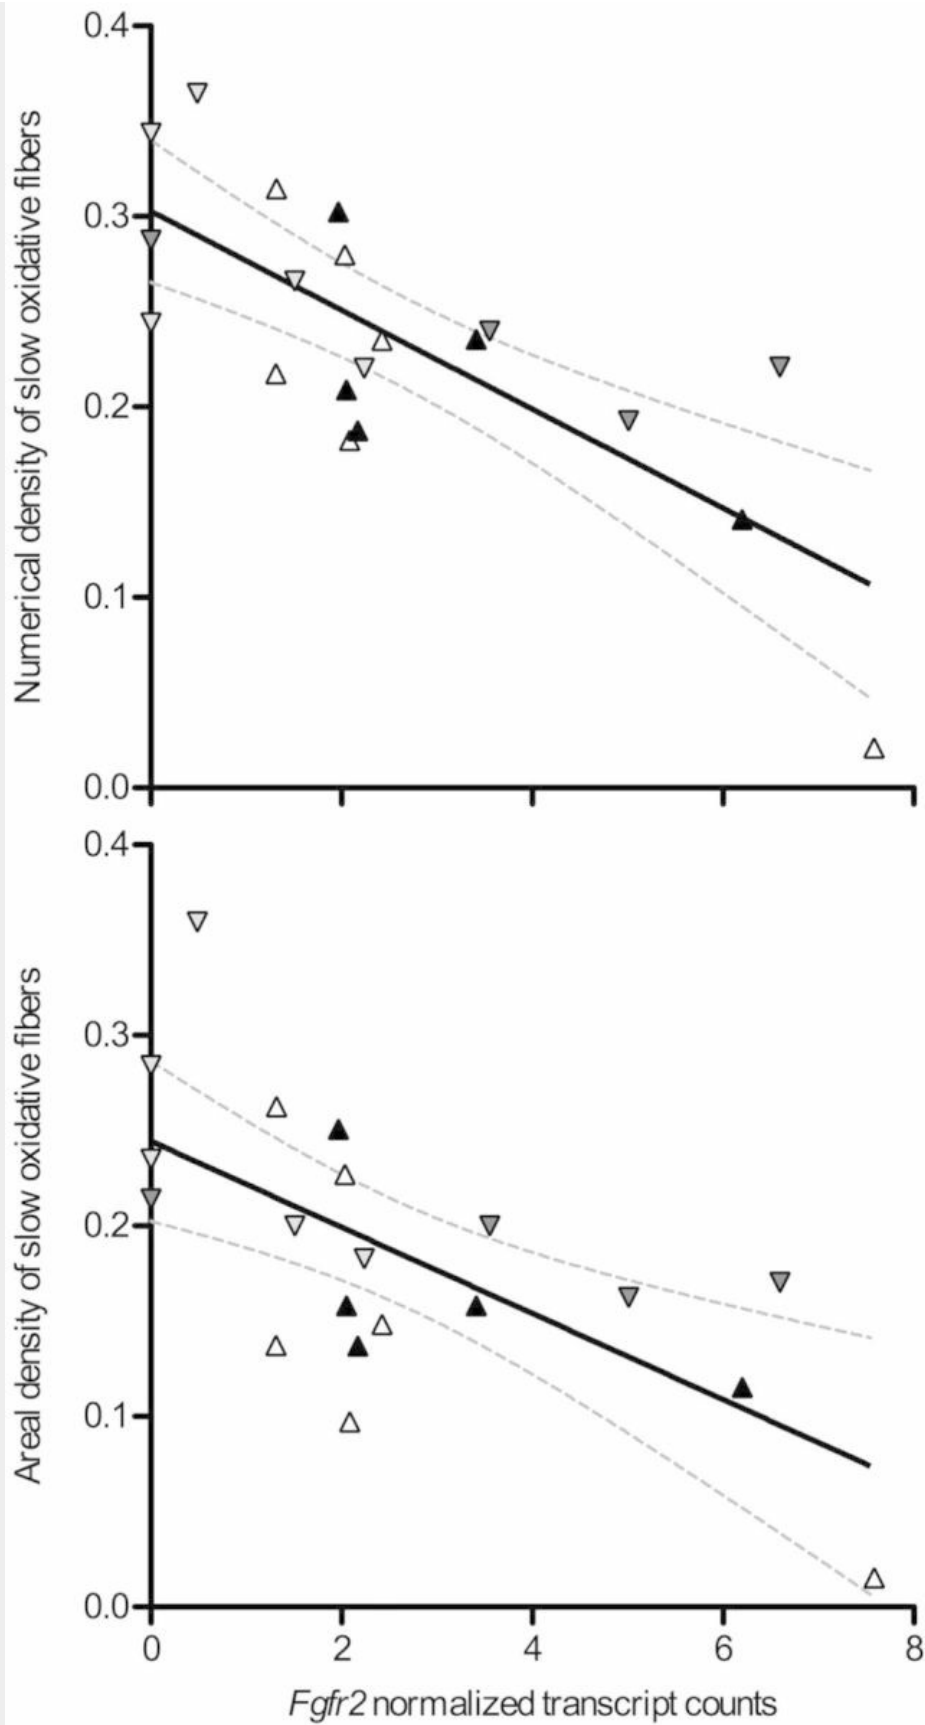 0.4
0.3
0.2
0.1
0.0
Numerical density of slow oxidative fibers
0.4
0.3
0.2
0.1
0.0
Areal density of slow oxidative fibers
0 2 4 6 8
Fgfr2 normalized transcript counts